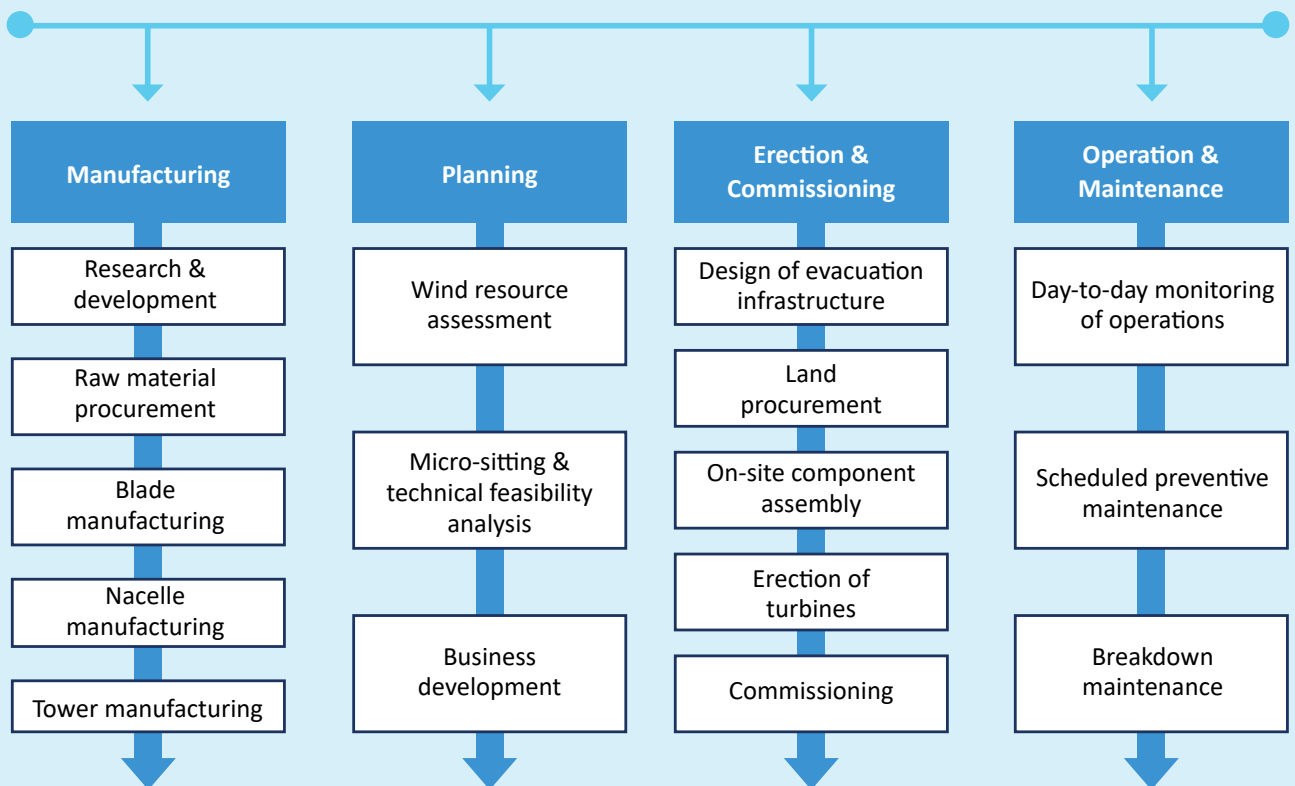 Manufacturing
Research &
development
Raw material
procurement
Blade
manufacturing
Nacelle
manufacturing
Tower manufacturing
Planning
Wind resource
assessment
Micro-sitting &
technical feasibility
analysis
Business
development
Erection &
Commissioning
Design of evacuation
infrastructure
Land
procurement
On-site component
assembly
Erection of
turbines
Commissioning
Operation &
Maintenance
Day-to-day monitoring
of operations
Scheduled preventive
maintenance
Breakdown
maintenance